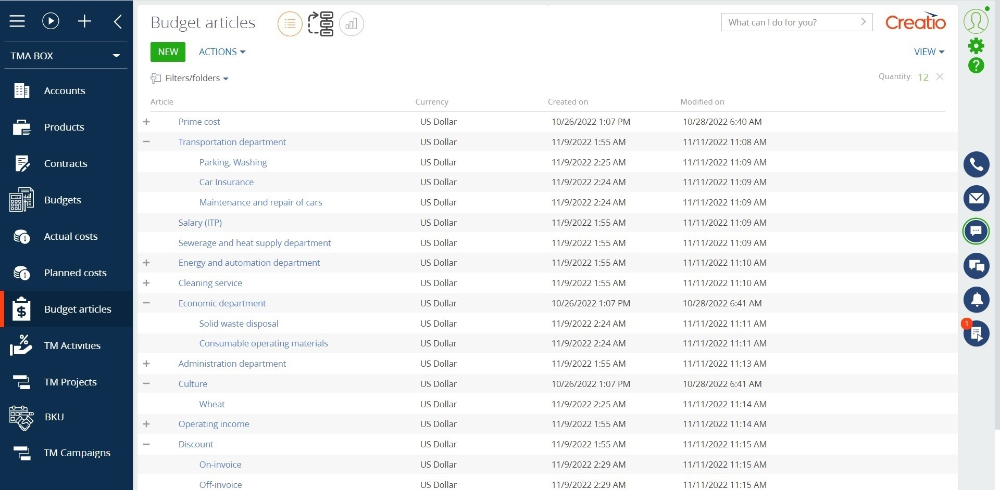 Budget articles
What can I do for you?
Creatio
NEW
ACTIONS
VIEW
Filters/folders
Quantity: 12
TMA BOX
Accounts
Products
Contracts
Budgets
1
Actual costs
1
Planned costs
$
Budget articles
%
TM Activities
TM Projects
BKU
TM Campaigns
Article Currency Created on Modified on
+ Prime cost US Dollar 10/26/2022 1:07 PM 10/28/2022 6:40 AM
− Transportation department US Dollar 11/9/2022 1:55 AM 11/11/2022 11:08 AM
Parking, Washing US Dollar 11/9/2022 2:25 AM 11/11/2022 11:09 AM
Car Insurance US Dollar 11/9/2022 2:24 AM 11/11/2022 11:09 AM
Maintenance and repair of cars US Dollar 11/9/2022 2:24 AM 11/11/2022 11:09 AM
Salary (ITP) US Dollar 11/9/2022 1:55 AM 11/11/2022 11:09 AM
Sewerage and heat supply department US Dollar 11/9/2022 1:55 AM 11/11/2022 11:09 AM
+ Energy and automation department US Dollar 11/9/2022 1:55 AM 11/11/2022 11:10 AM
+ Cleaning service US Dollar 11/9/2022 1:55 AM 11/11/2022 11:10 AM
− Economic department US Dollar 10/26/2022 1:07 PM 10/28/2022 6:41 AM
Solid waste disposal US Dollar 11/9/2022 2:24 AM 11/11/2022 11:11 AM
Consumable operating materials US Dollar 11/9/2022 2:24 AM 11/11/2022 11:11 AM
+ Administration department US Dollar 11/9/2022 1:55 AM 11/11/2022 11:13 AM
− Culture US Dollar 10/26/2022 1:07 PM 10/28/2022 6:41 AM
Wheat US Dollar 11/9/2022 2:25 AM 11/11/2022 11:14 AM
+ Operating income US Dollar 11/9/2022 1:55 AM 11/11/2022 11:14 AM
− Discount US Dollar 11/9/2022 1:55 AM 11/11/2022 11:15 AM
On-invoice US Dollar 11/9/2022 2:29 AM 11/11/2022 11:15 AM
Off-invoice US Dollar 11/9/2022 2:29 AM 11/11/2022 11:15 AM
?
1